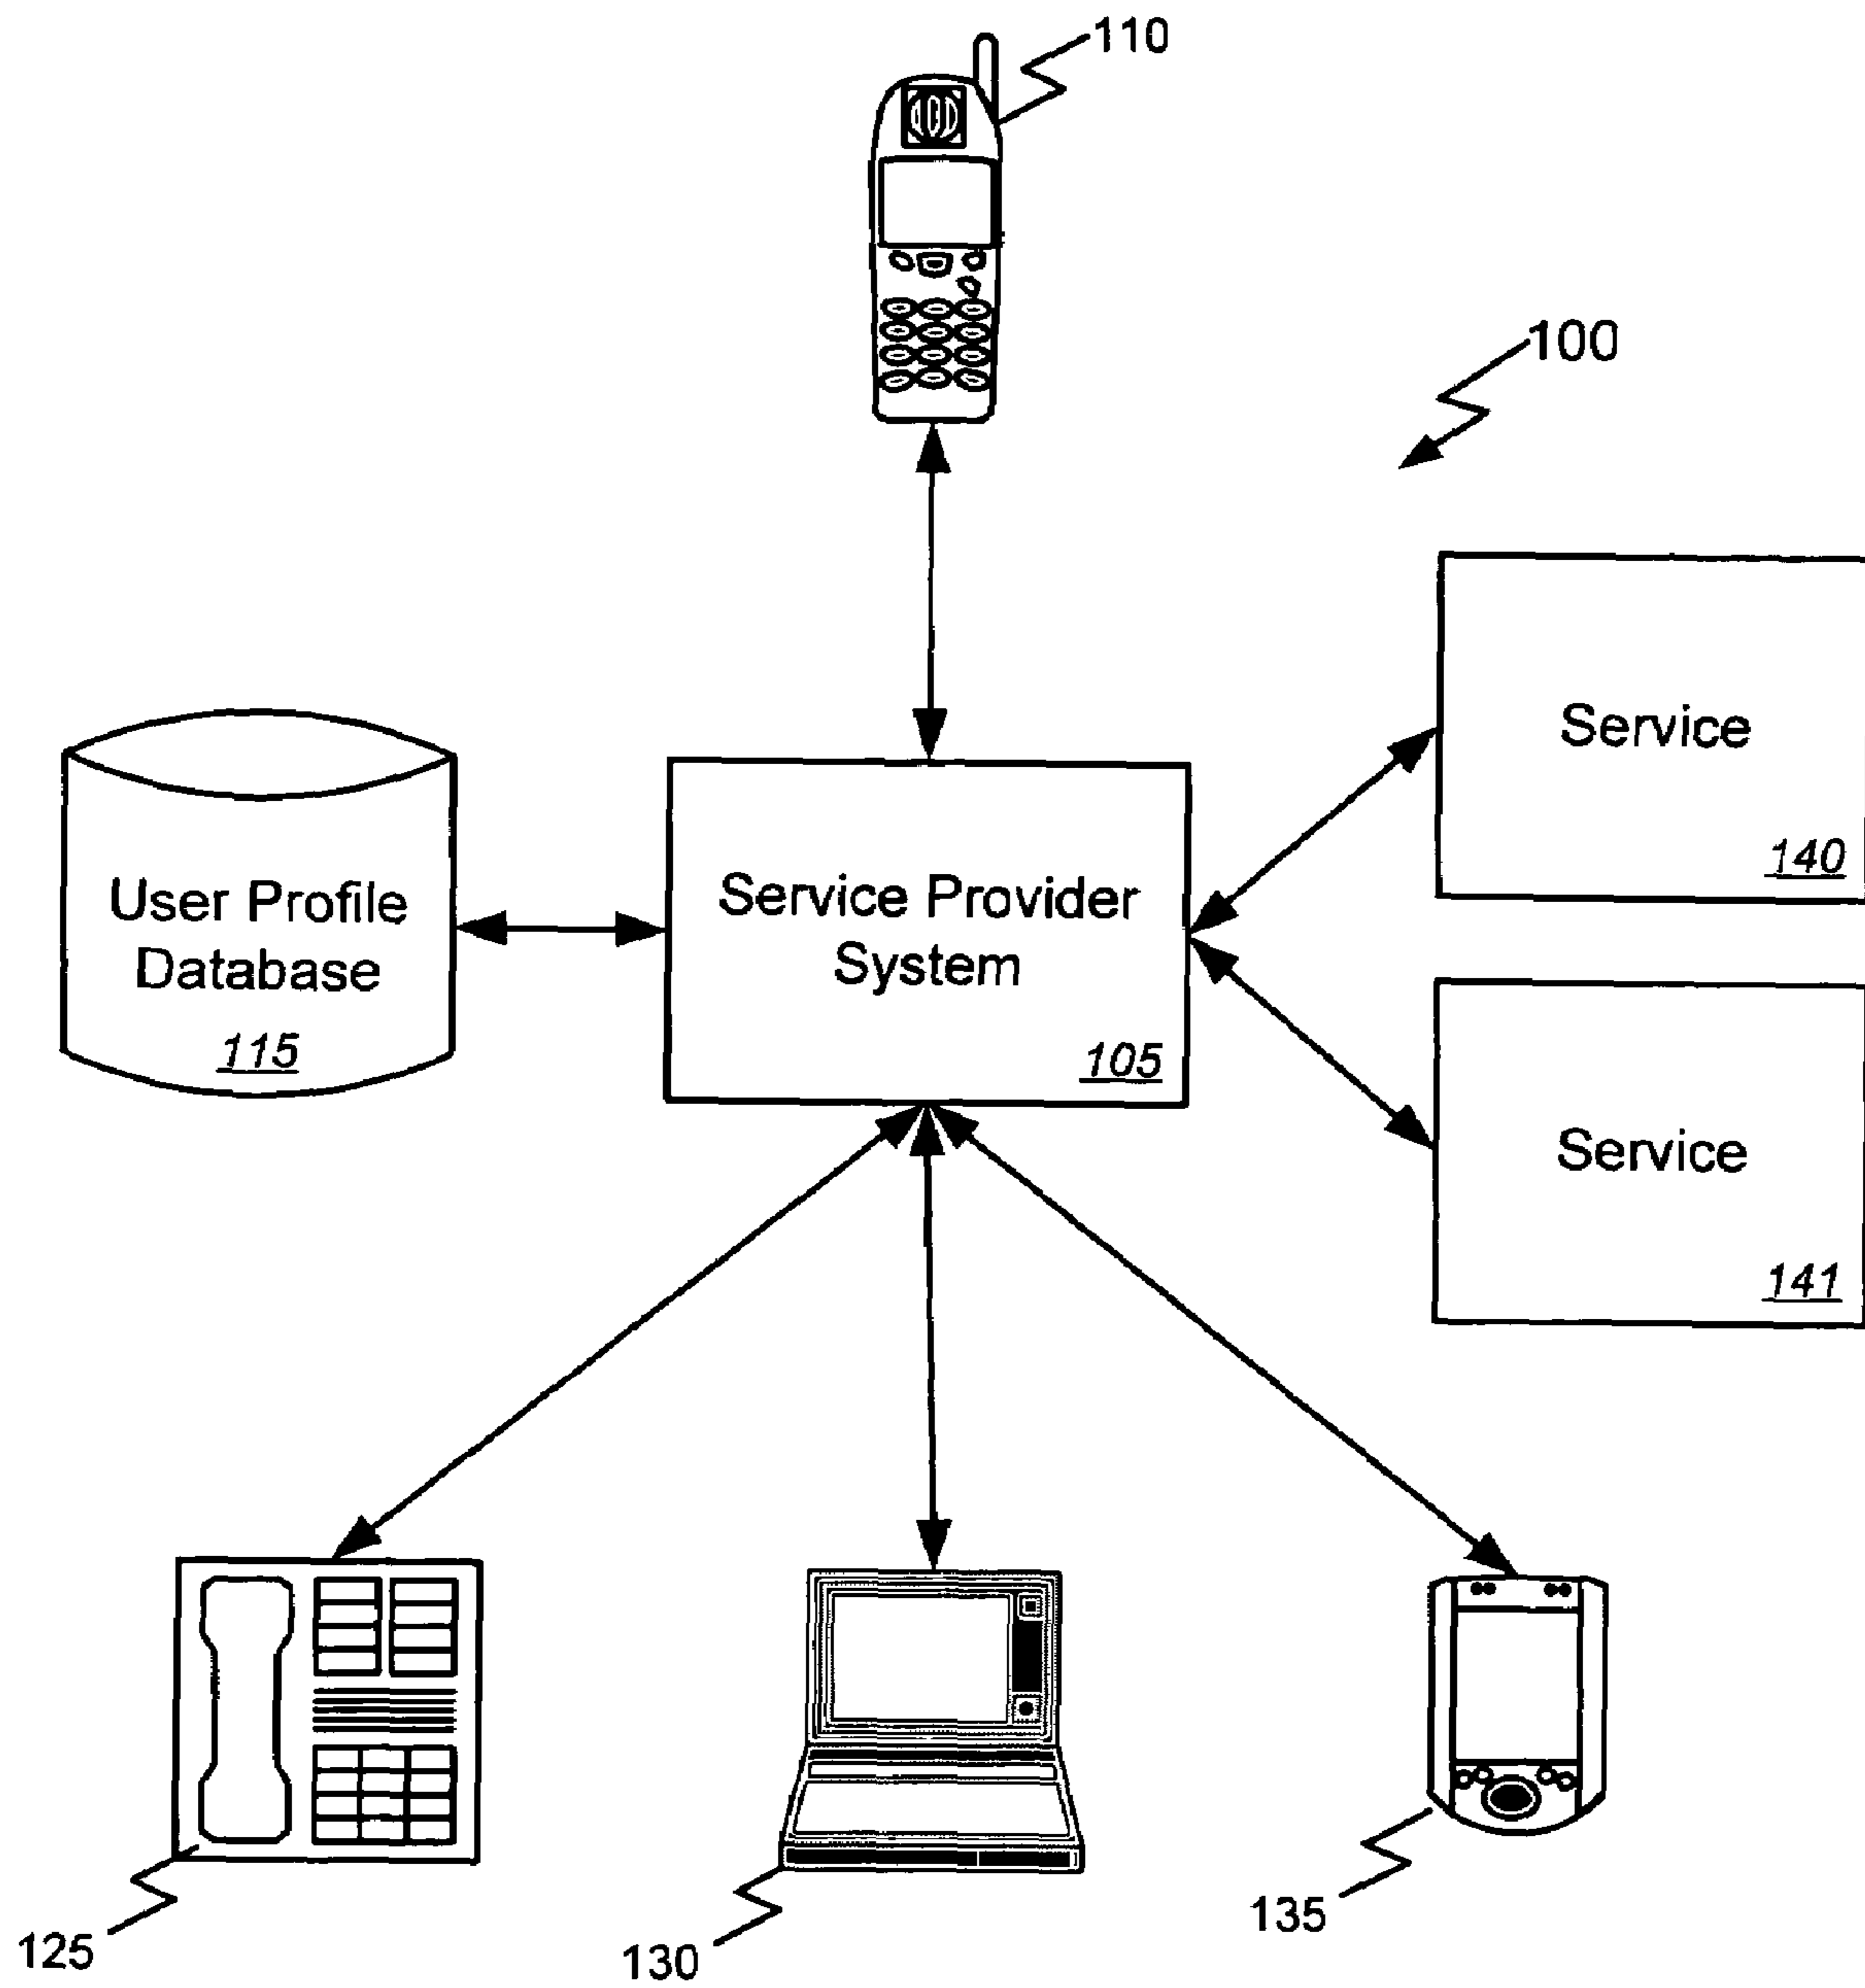 110
100
Service
140
User Profile
Database
115
Service Provider
System
105
Service
141
125
130
135